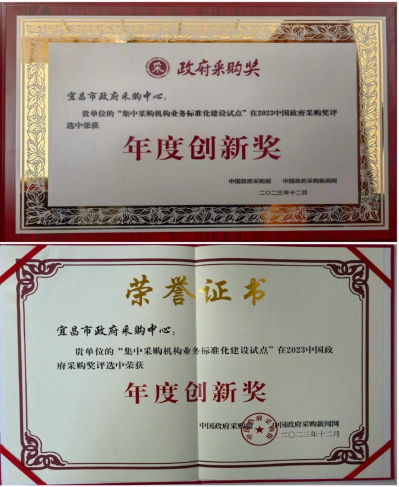 采
政府采购奖
宜昌市政府采购中心：
贵单位的“集中采购机构业务标准化建设试点”在2023中国政府采购奖评
选中荣获
年度创新奖
中国政府采购报 中国政府采购新闻网
二〇二三年十二月
荣誉证书
宜昌市政府采购中心：
贵单位的“集中采购机构业务标准化建设试点”在2023中国政
府采购奖评选中荣获
年度创新奖
中国政府采购报 中国政府采购新闻网
二〇二三年十二月